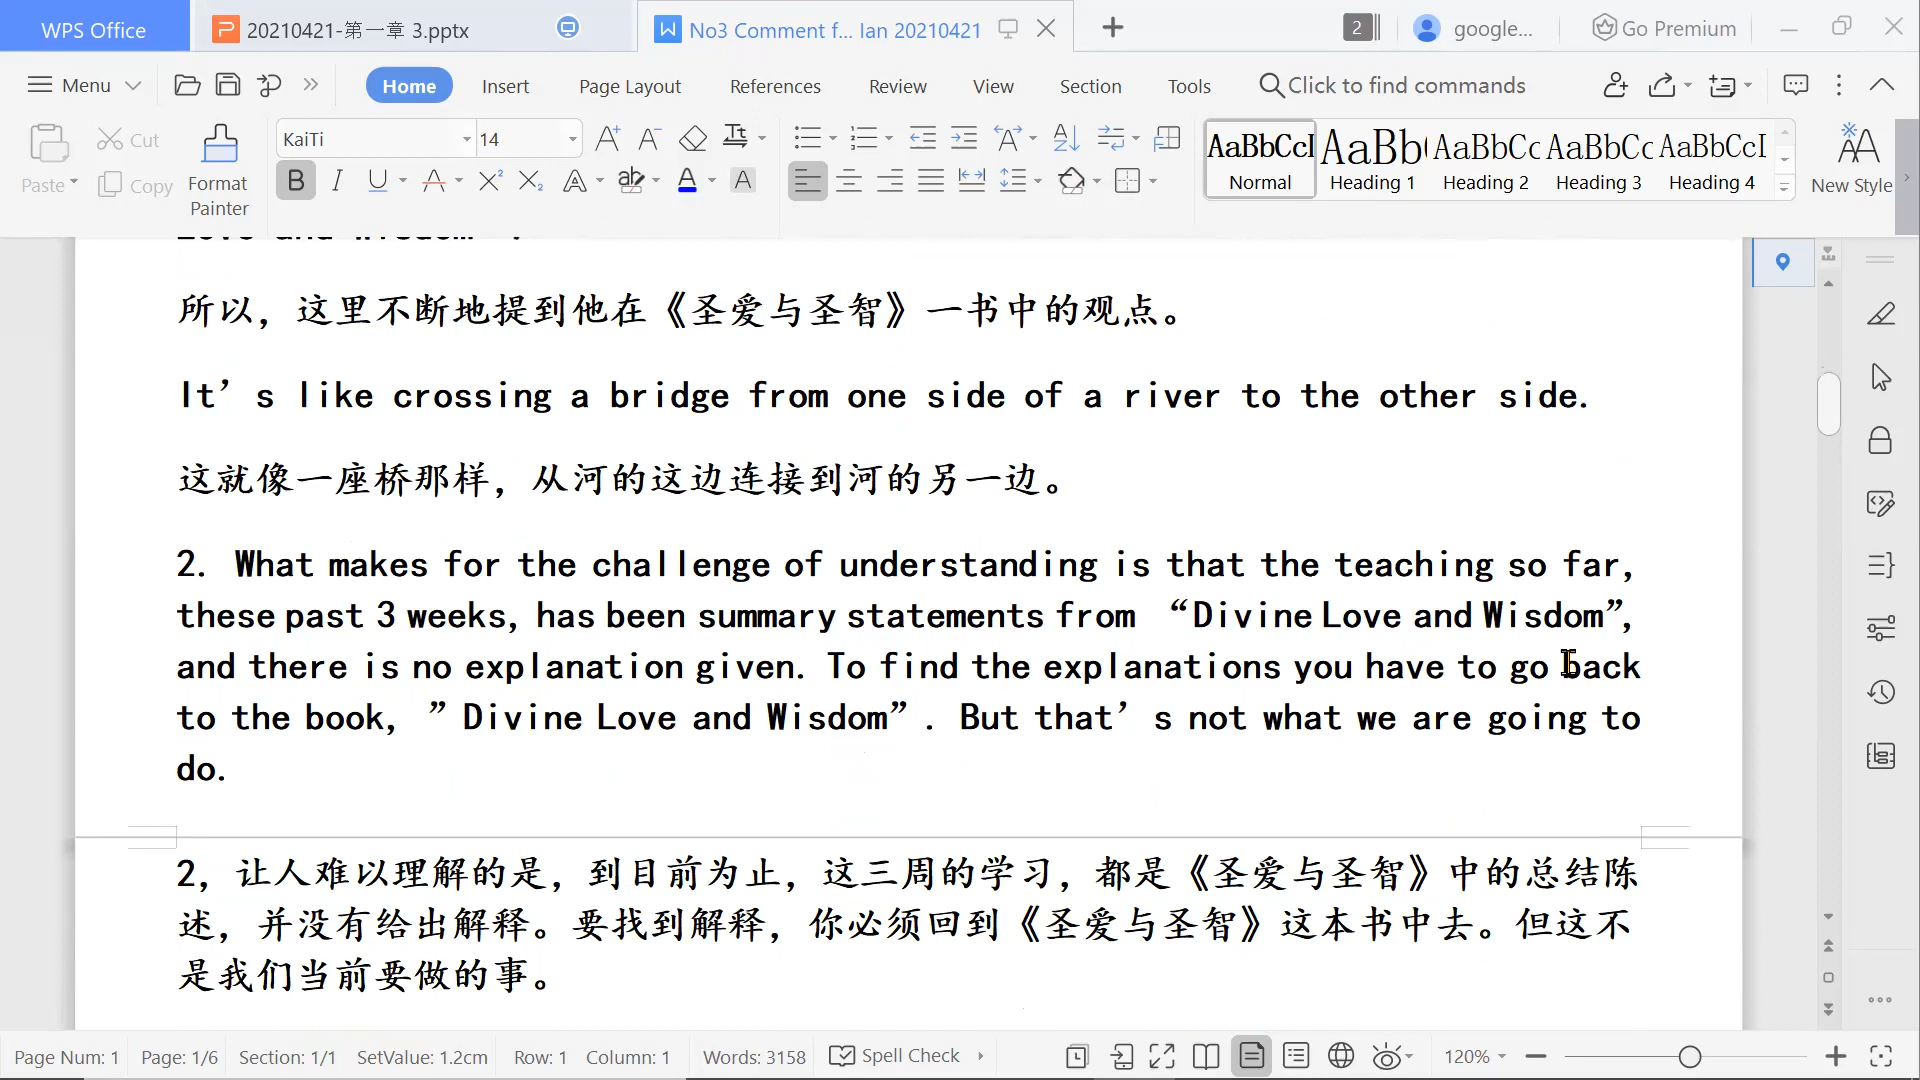 WPS Office
20210421-第一章 3.pptx
No3 Comment f... Ian 20210421
2
google...
Go Premium
Menu
Home
Insert
Page Layout
References
Review
View
Section
Tools
Click to find commands
Paste
Cut
Copy
Format
Painter
KaiTi
14
AaBbCcI
Normal
AaBb(
Heading 1
AaBbCc
Heading 2
AaBbCc
Heading 3
AaBbCcI
Heading 4
New Style
所以，这里不断地提到他在《圣爱与圣智》一书中的观点。
It’s like crossing a bridge from one side of a river to the other side.
这就像一座桥那样，从河的这边连接到河的另一边。
2. What makes for the challenge of understanding is that the teaching so far,
these past 3 weeks, has been summary statements from “Divine Love and Wisdom”,
and there is no explanation given. To find the explanations you have to go back
to the book, ”Divine Love and Wisdom”. But that’s not what we are going to
do.
2，让人难以理解的是，到目前为止，这三周的学习，都是《圣爱与圣智》中的总结陈
述，并没有给出解释。要找到解释，你必须回到《圣爱与圣智》这本书中去。但这不
是我们当前要做的事。
Page Num: 1
Page: 1/6
Section: 1/1
SetValue: 1.2cm
Row: 1
Column: 1
Words: 3158
Spell Check
120%